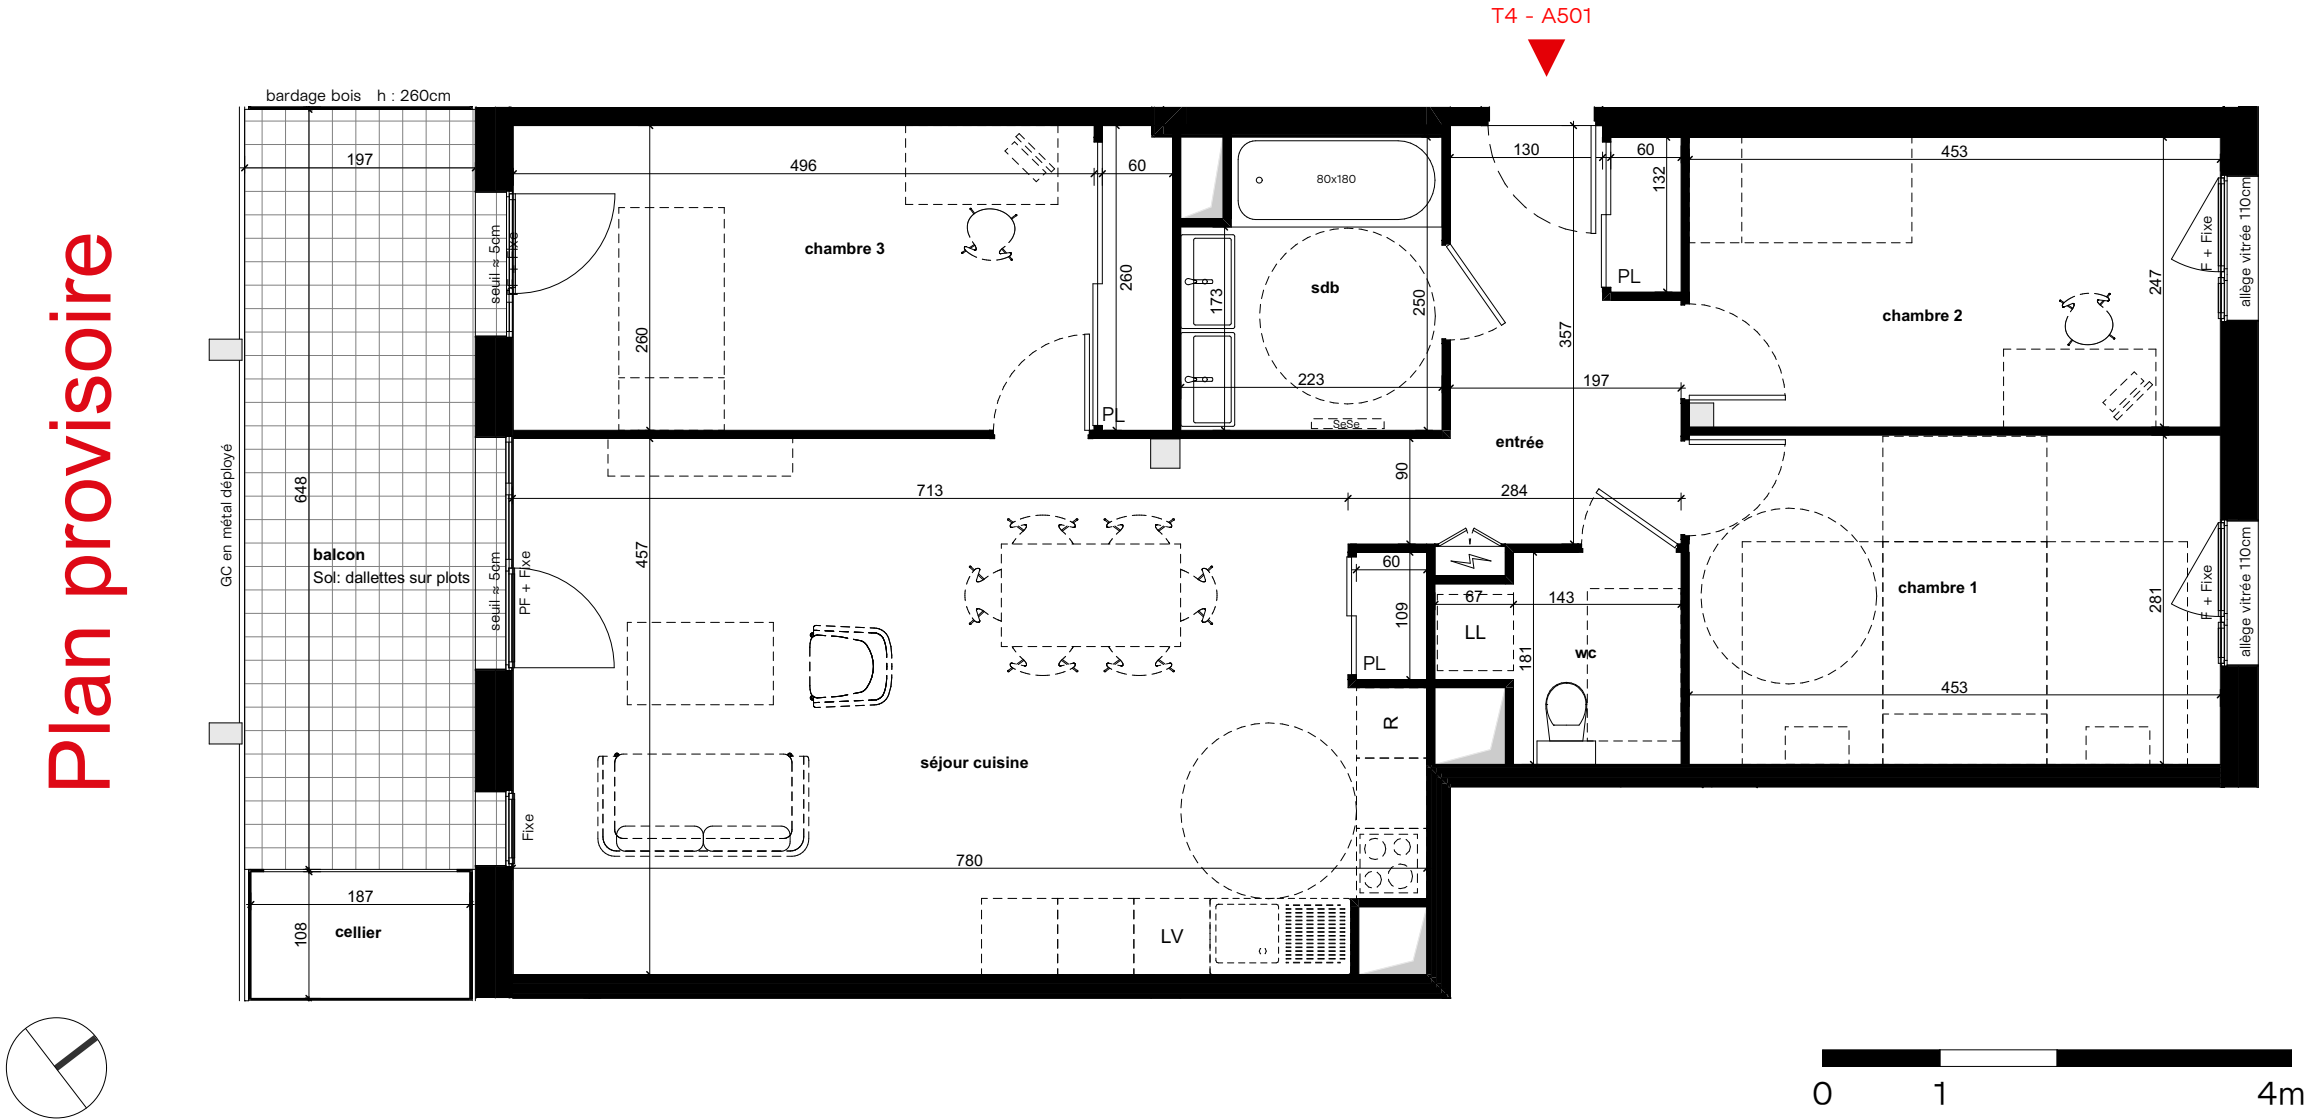 T4 - A501
Plan provisoire
bardage bois h : 260cm
197
496
60
80x180
130
60
132
453
allège vitrée 110cm
F + Fixe
seuil ≈ 5cm
PF + Fixe
chambre 3
260
260
173
sdb
250
357
PL
chambre 2
247
PL
223
SeSe
197
entrée
90
GC en métal déployé
648
713
284
457
balcon
Sol: dallettes sur plots
seuil ≈ 5cm
PF + Fixe
60
109
PL
67
143
LL
181
wc
chambre 1
281
F + Fixe
allège vitrée 110cm
453
R
séjour cuisine
Fixe
780
187
108
cellier
LV
0 1 4m